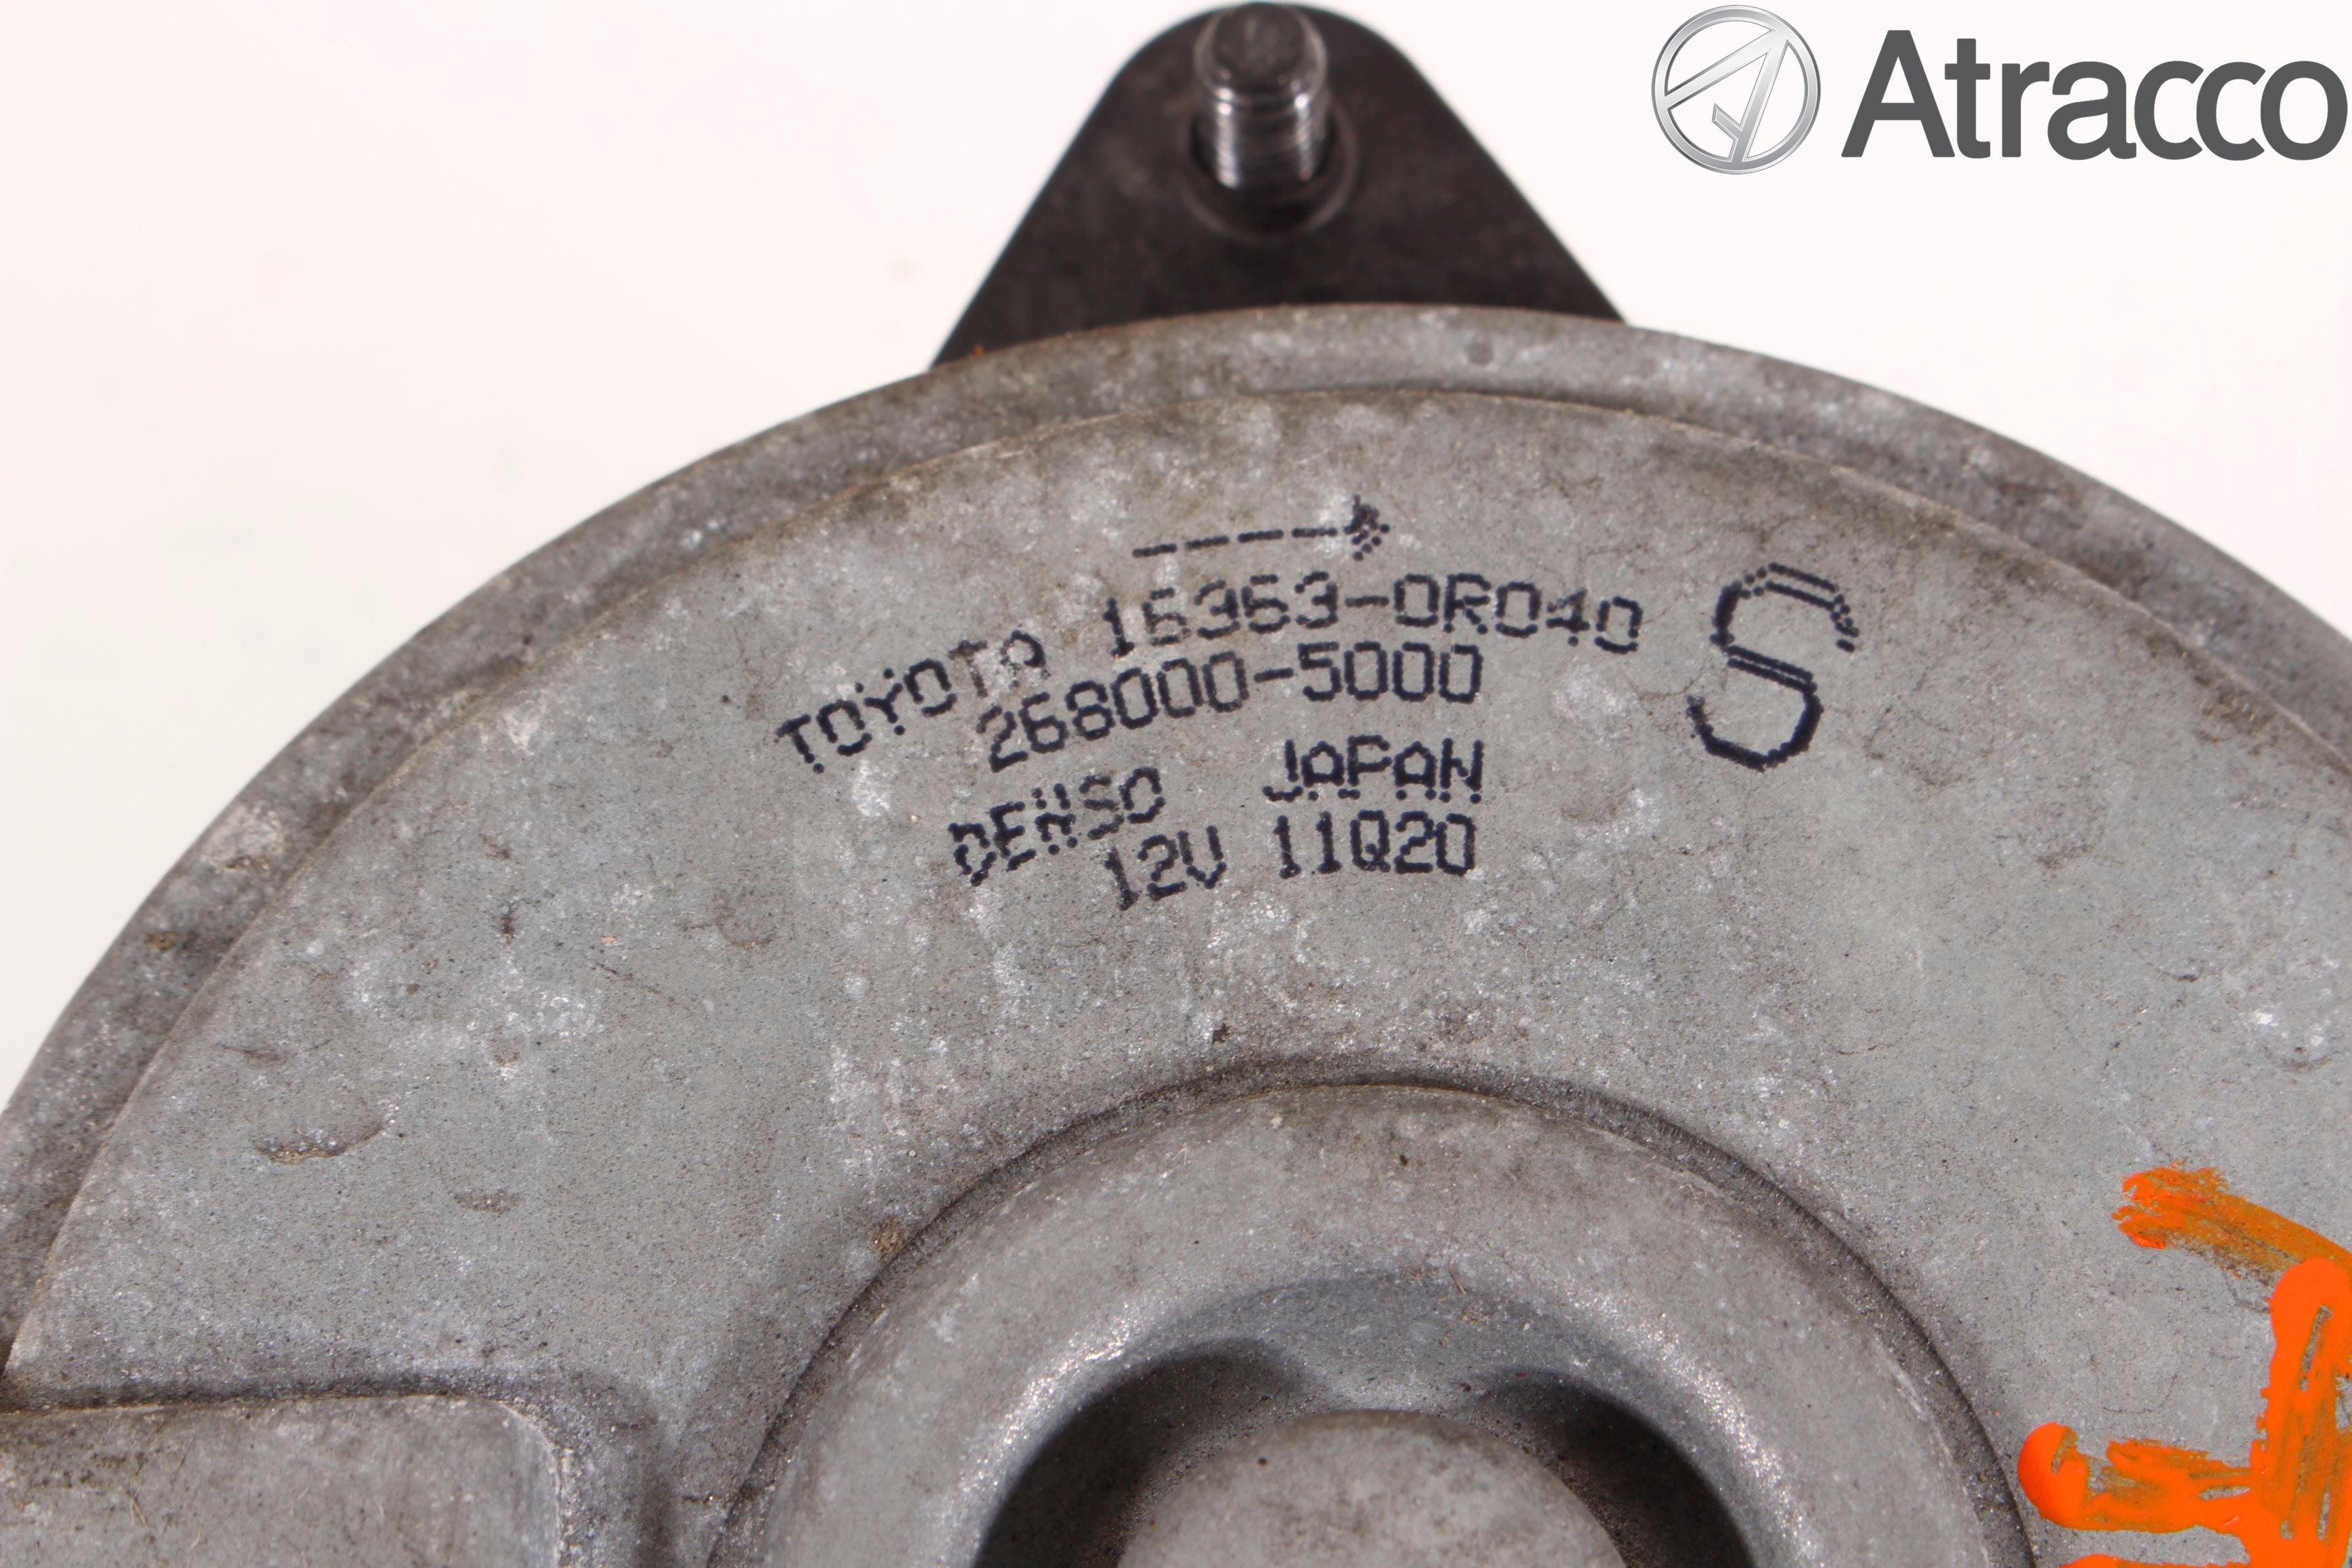 Atracco
TOYOTA 16363-0R040 S
268000-5000
DENSO JAPAN
12V 11Q20